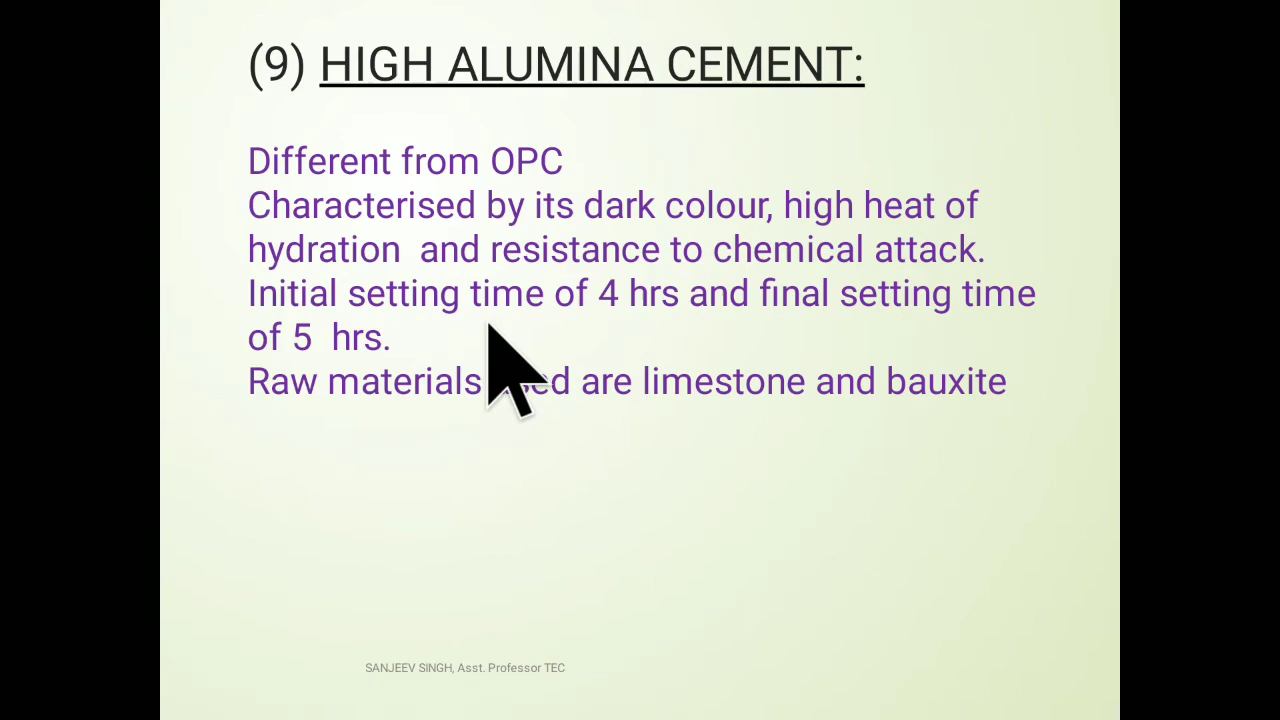 (9) HIGH ALUMINA CEMENT:
Different from OPC
Characterised by its dark colour, high heat of
hydration and resistance to chemical attack.
Initial setting time of 4 hrs and final setting time
of 5 hrs.
Raw materials used are limestone and bauxite
SANJEEV SINGH, Asst. Professor TEC